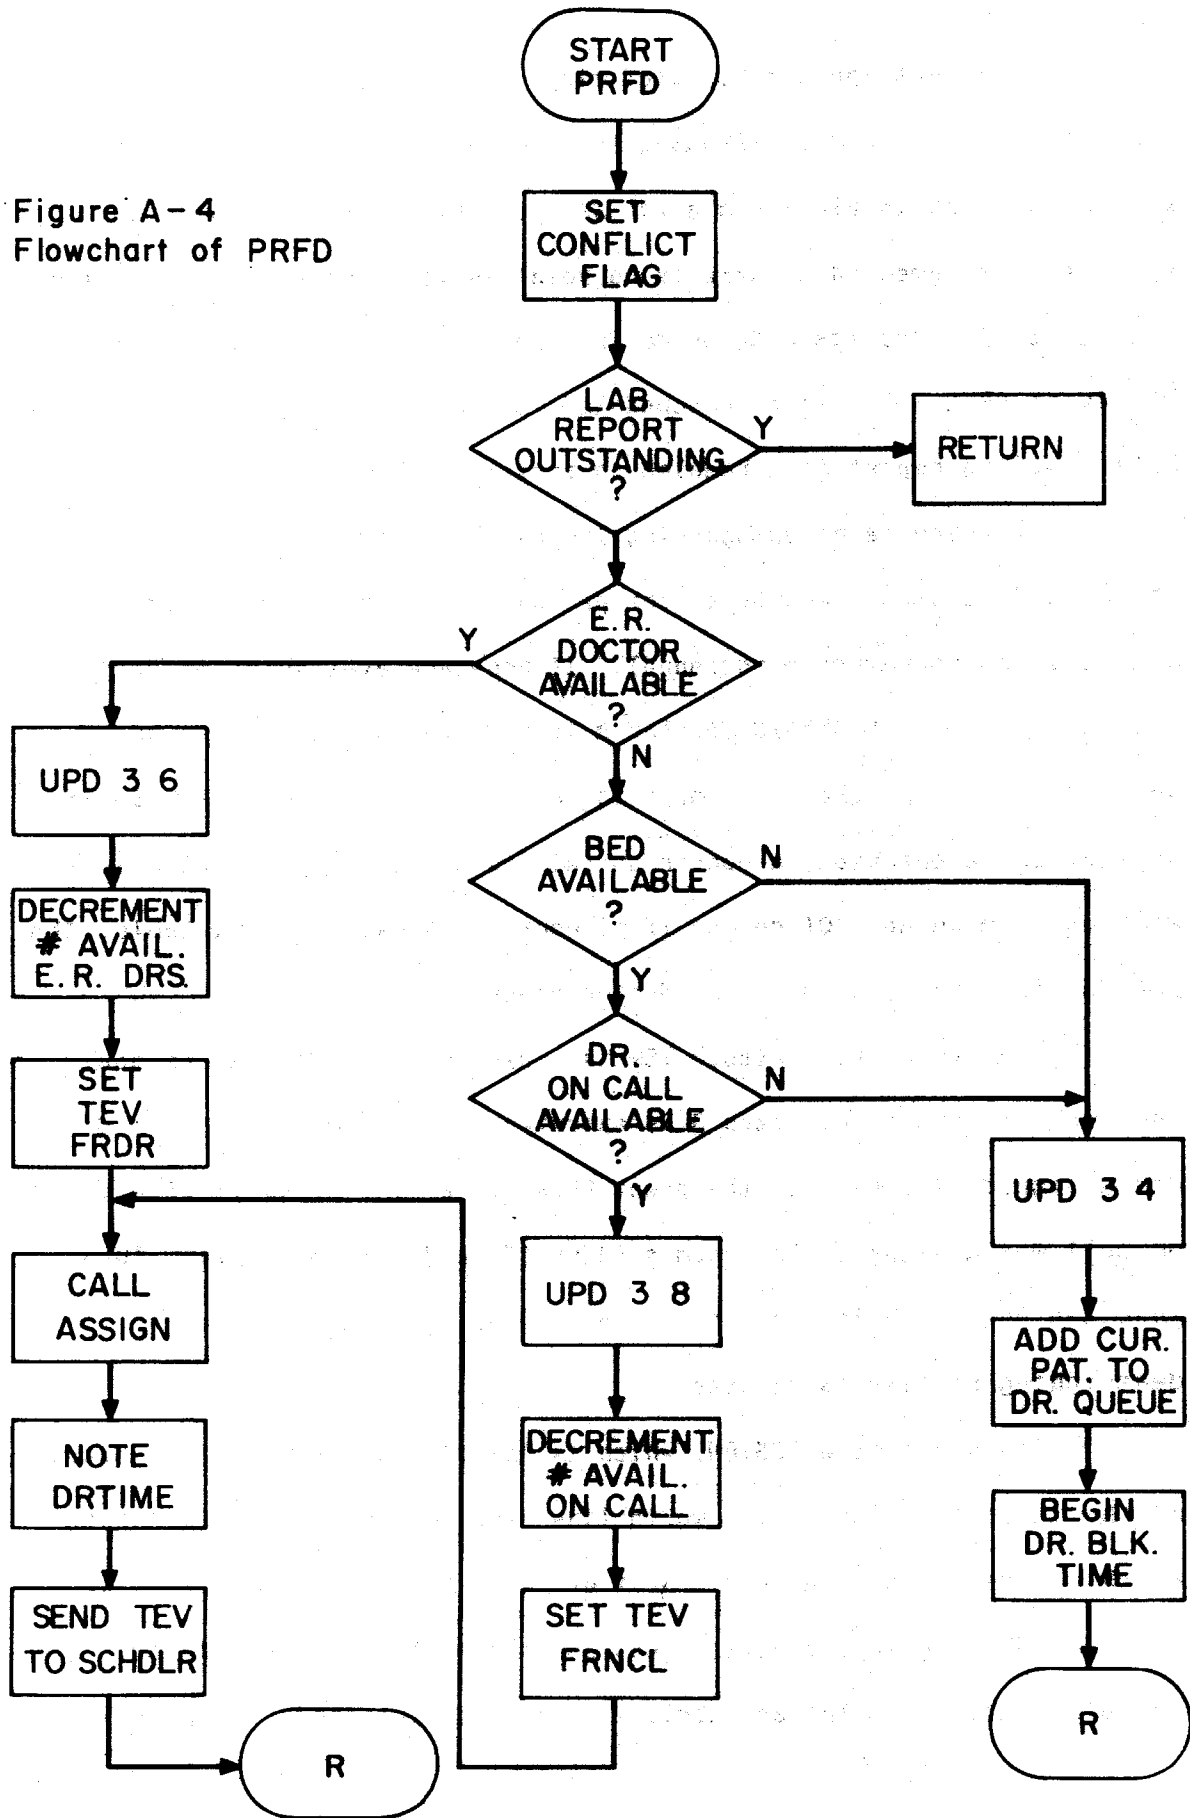 START
PRFD
Figure A-4
Flowchart of PRFD
SET
CONFLICT
FLAG
LAB
REPORT
OUTSTANDING
?
Y
RETURN
E.R.
DOCTOR
AVAILABLE
?
Y
N
UPD 3 6
DECREMENT
# AVAIL.
E.R. DRS.
SET
TEV
FRDR
BED
AVAILABLE
?
N
Y
DR.
ON CALL
AVAILABLE
?
N
Y
CALL
ASSIGN
NOTE
DRTIME
SEND TEV
TO SCHDLR
R
UPD 3 8
DECREMENT
# AVAIL.
ON CALL
SET TEV
FRNCL
UPD 3 4
ADD CUR.
PAT. TO
DR. QUEUE
BEGIN
DR. BLK.
TIME
R